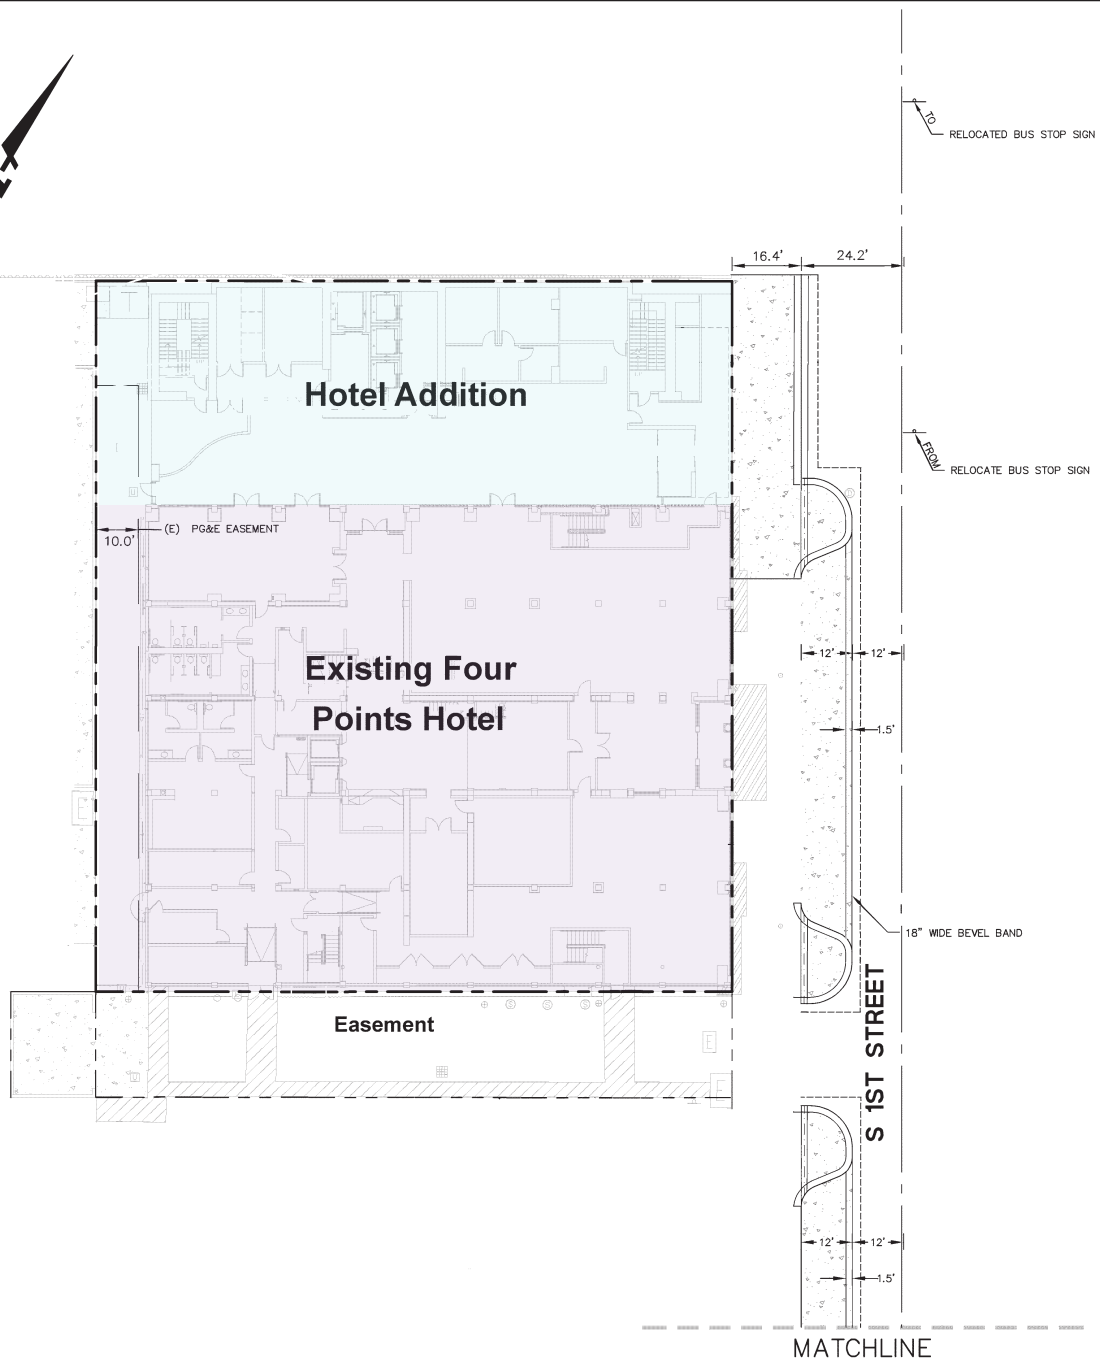 TO
RELOCATED BUS STOP SIGN
16.4'
24.2'
Hotel Addition
FROM
RELOCATE BUS STOP SIGN
(E) PG&E EASEMENT
10.0'
Existing Four
Points Hotel
12'
12'
1.5'
E
18" WIDE BEVEL BAND
S 1ST STREET
Easement
E
E
12'
12'
1.5'
MATCHLINE